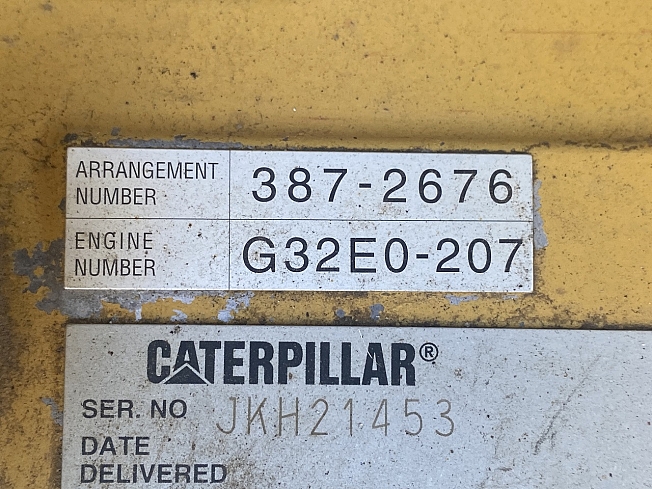 ARRANGEMENT NUMBER 387-2676
ENGINE NUMBER G32E0-207
CATERPILLAR®
SER. NO JKH21453
DATE
DELIVERED